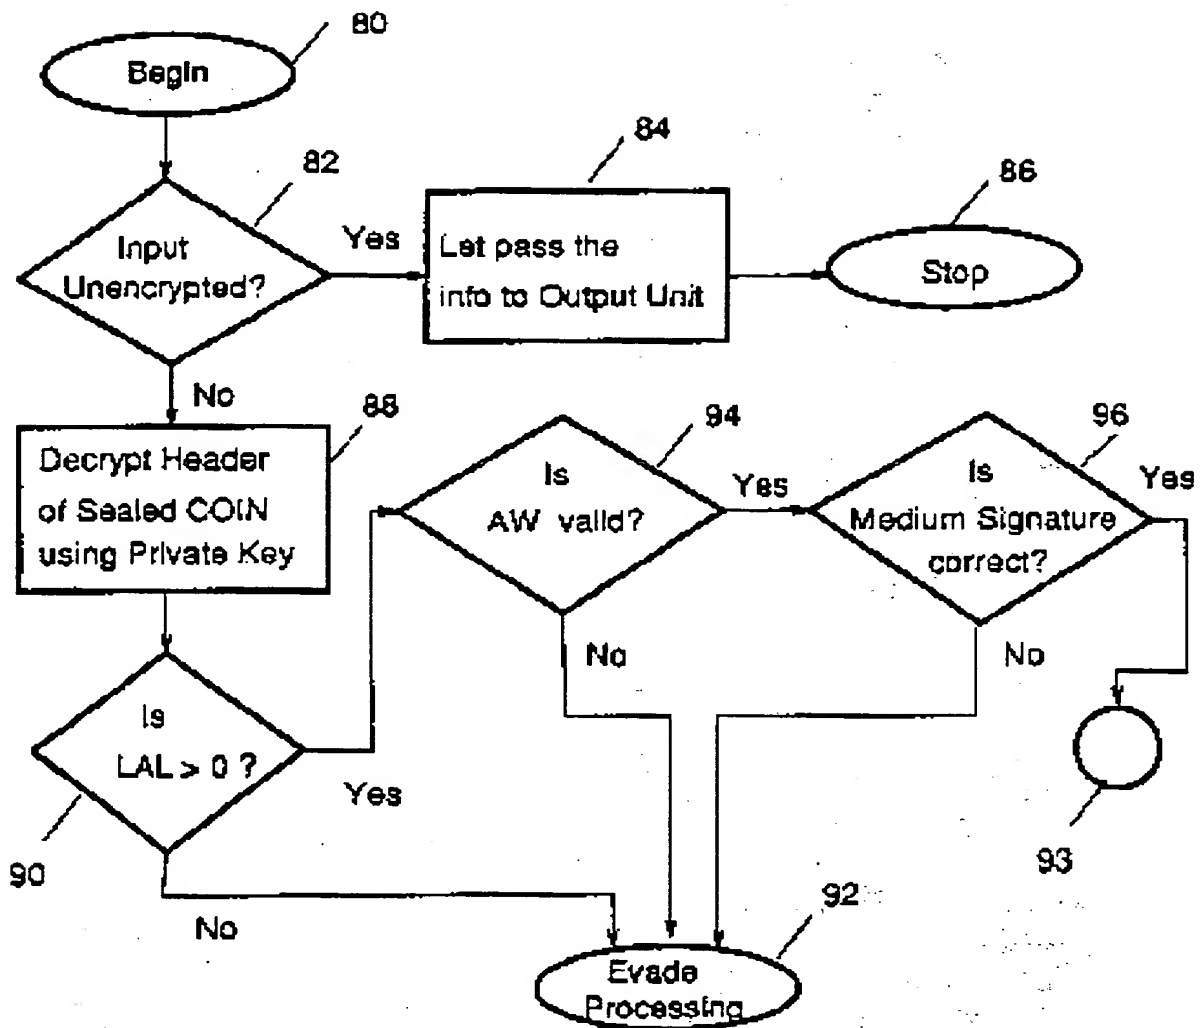 80
Begin
84
82
86
Input
Unencrypted?
Yes
Let pass the
info to Output Unit
Stop
No
88
94
96
Decrypt Header
of Sealed COIN
using Private Key
Is
AW valid?
Yes
Is
Medium Signature
correct?
Yes
No
No
Is
LAL > 0 ?
Yes
90
93
No
92
Evade
Processing